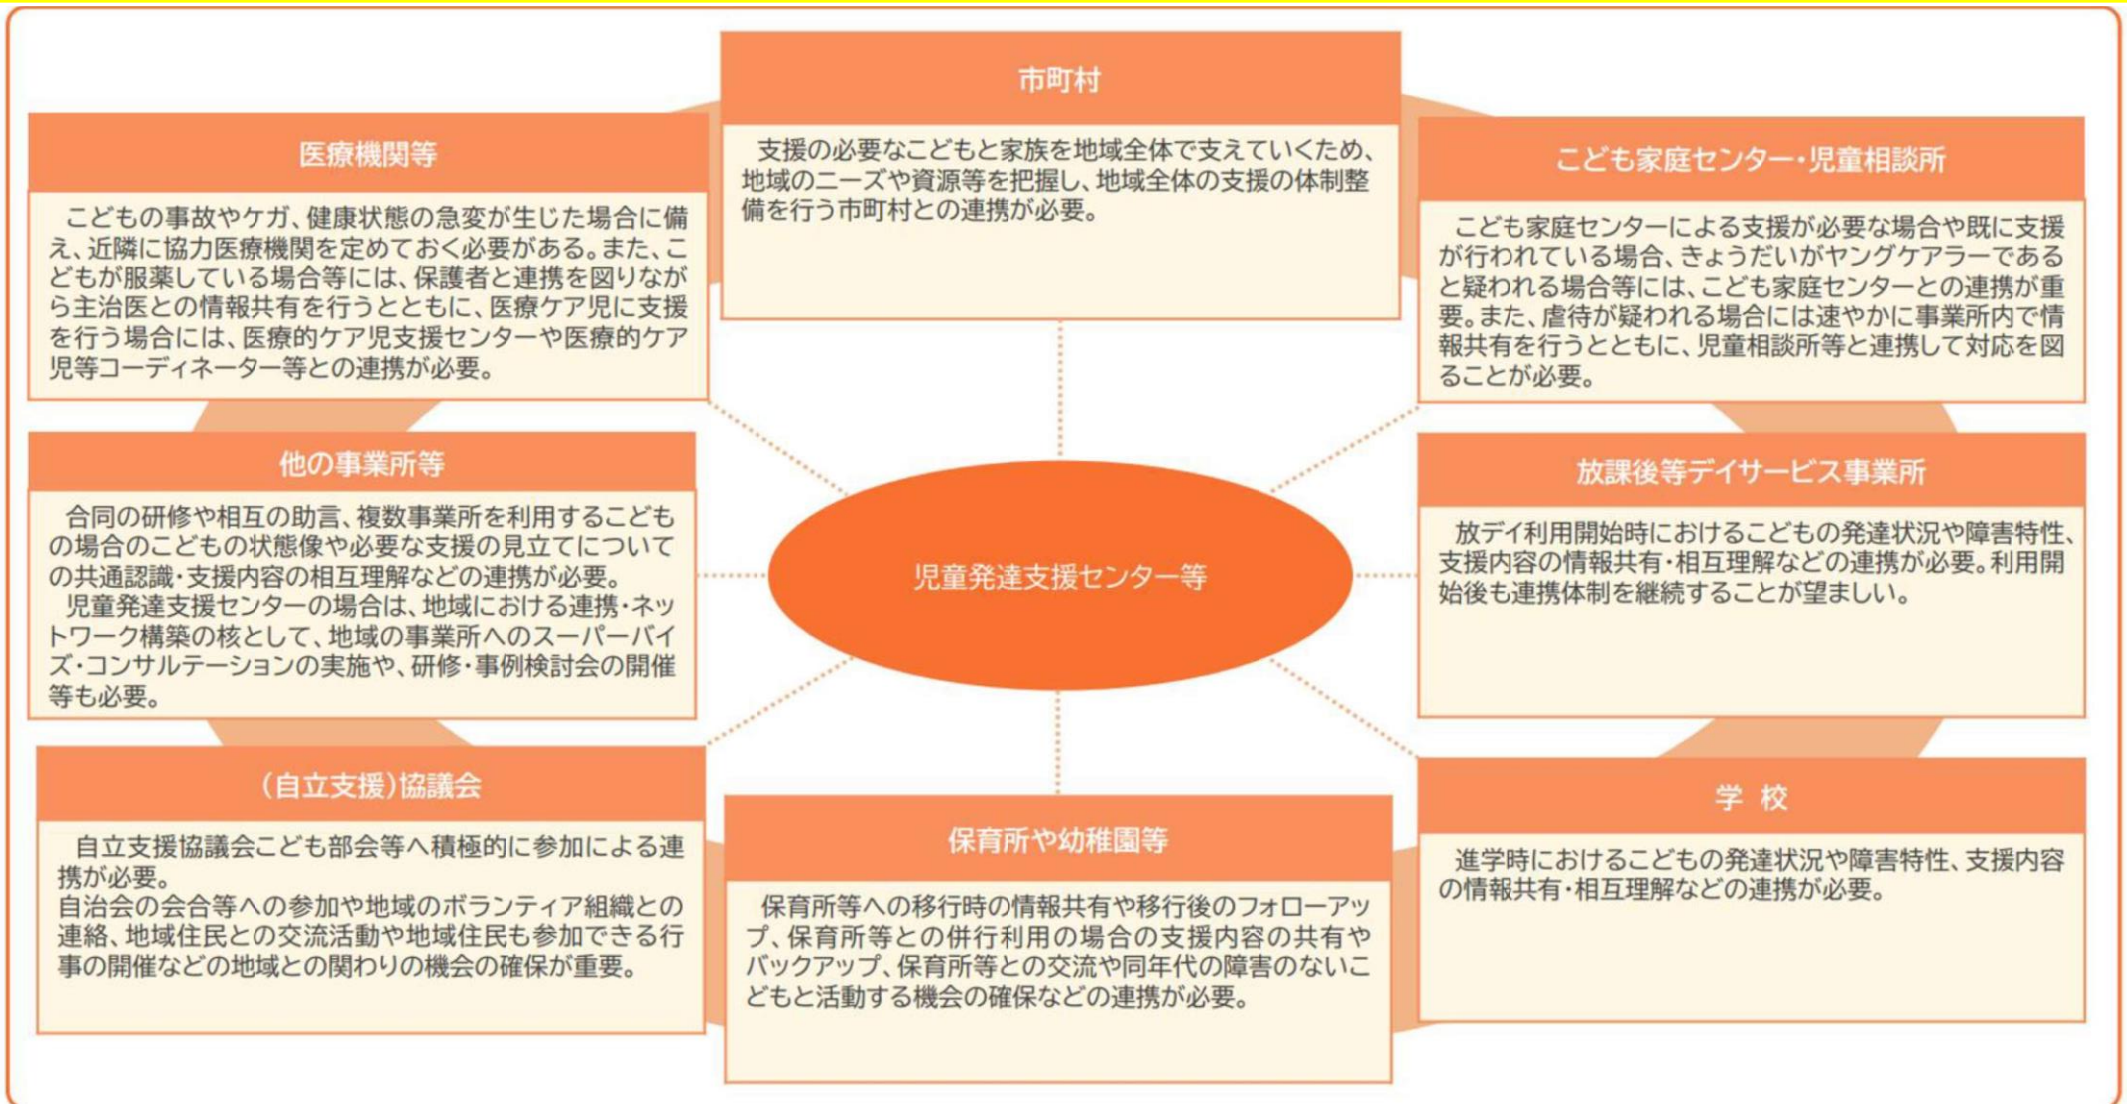 市町村
支援の必要なこどもと家族を地域全体で支えていくため、
地域のニーズや資源等を把握し、地域全体の支援の体制整
備を行う市町村との連携が必要。
医療機関等
こどもの事故やケガ、健康状態の急変が生じた場合に備
え、近隣に協力医療機関を定めておく必要がある。また、こ
どもが服薬している場合等には、保護者と連携を図りなが
ら主治医との情報共有を行うとともに、医療ケア児に支援
を行う場合には、医療的ケア児支援センターや医療的ケア
児等コーディネーター等との連携が必要。
こども家庭センター・児童相談所
こども家庭センターによる支援が必要な場合や既に支援
が行われている場合、きょうだいがヤングケアラーである
と疑われる場合等には、こども家庭センターとの連携が重
要。また、虐待が疑われる場合には速やかに事業所内で情
報共有を行うとともに、児童相談所等と連携して対応を図
ることが必要。
他の事業所等
合同の研修や相互の助言、複数事業所を利用するこども
の場合のこどもの状態像や必要な支援の見立てについて
の共通認識・支援内容の相互理解などの連携が必要。
児童発達支援センターの場合は、地域における連携・ネッ
トワーク構築の核として、地域の事業所へのスーパーバイ
ズ・コンサルテーションの実施や、研修・事例検討会の開催
等も必要。
児童発達支援センター等
放課後等デイサービス事業所
放デイ利用開始時におけるこどもの発達状況や障害特性、
支援内容の情報共有・相互理解などの連携が必要。利用開
始後も連携体制を継続することが望ましい。
（自立支援）協議会
自立支援協議会こども部会等へ積極的に参加による連
携が必要。
自治会の会合等への参加や地域のボランティア組織との
連絡、地域住民との交流活動や地域住民も参加できる行
事の開催などの地域との関わりの機会の確保が重要。
保育所や幼稚園等
保育所等への移行時の情報共有や移行後のフォローアッ
プ、保育所等との併行利用の場合の支援内容の共有や
バックアップ、保育所等との交流や同年代の障害のないこ
どもと活動する機会の確保などの連携が必要。
学 校
進学時におけるこどもの発達状況や障害特性、支援内容
の情報共有・相互理解などの連携が必要。